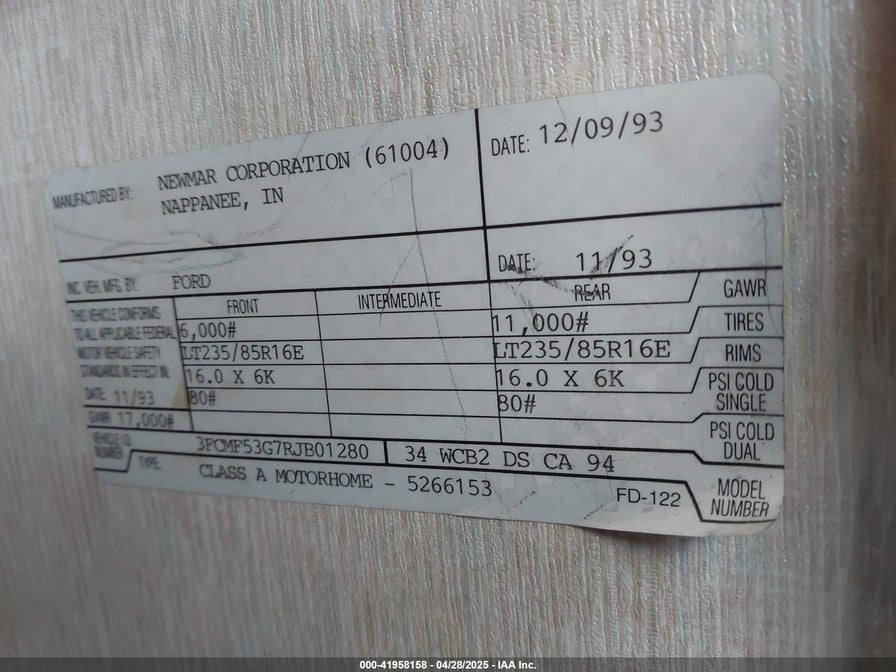 MANUFACTURED BY: NEWMAR CORPORATION (61004)
NAPPANEE, IN
DATE: 12/09/93
INC. VEH. MFG. BY: FORD
DATE: 11/93
THIS VEHICLE CONFORMS
TO ALL APPLICABLE FEDERAL
MOTOR VEHICLE SAFETY
STANDARDS IN EFFECT IN:
DATE 11/93
GVWR 17,000#
FRONT INTERMEDIATE REAR GAWR
6,000# 11,000# TIRES
LT235/85R16E LT235/85R16E RIMS
16.0 X 6K 16.0 X 6K PSI COLD SINGLE
80# 80# PSI COLD DUAL
VEHICLE I.D. NUMBER 3FCMF53G7RJB01280 34 WCB2 DS CA 94 MODEL NUMBER
TYPE CLASS A MOTORHOME - 5266153 FD-122
000-41958158 - 04/28/2025 - IAA Inc.